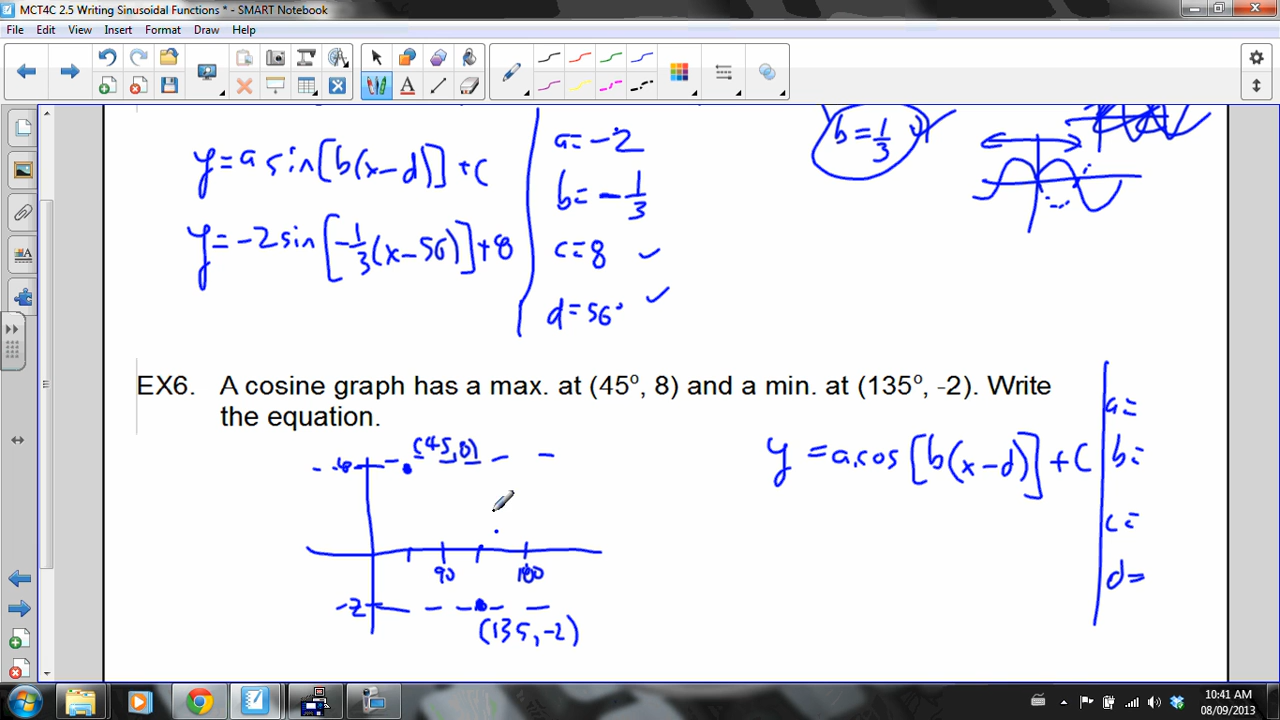 MCT4C 2.5 Writing Sinusoidal Functions * - SMART Notebook
File Edit View Insert Format Draw Help
y = a sin[b(x-d)] + c
y = -2 sin[-1/3(x-56)] + 8
a = -2
b = -1/3
c = 8 ✓
d = 56° ✓
b = 1/3
EX6. A cosine graph has a max. at (45°, 8) and a min. at (135°, -2). Write
the equation.
(45,8)
8
90
180
-2
(135,-2)
y = a.cos[b(x-d)] + c
a=
b=
c=
d=
10:41 AM
08/09/2013